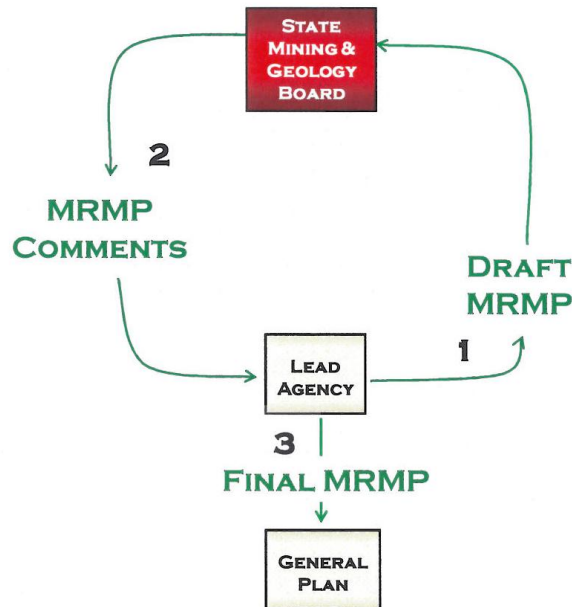 STATE
MINING &
GEOLOGY
BOARD
2
MRMP
COMMENTS
DRAFT
MRMP
1
LEAD
AGENCY
3
FINAL MRMP
GENERAL
PLAN